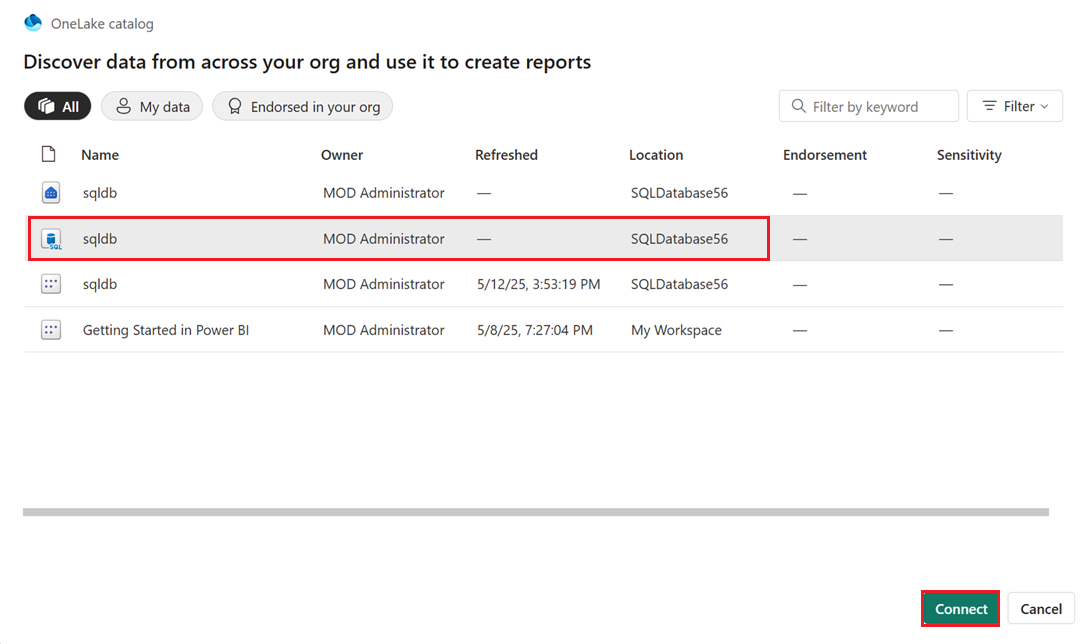 OneLake catalog
Discover data from across your org and use it to create reports
All My data Endorsed in your org Filter by keyword Filter
Name Owner Refreshed Location Endorsement Sensitivity
sqldb MOD Administrator — SQLDatabase56 — —
SQL sqldb MOD Administrator — SQLDatabase56 — —
sqldb MOD Administrator 5/12/25, 3:53:19 PM SQLDatabase56 — —
Getting Started in Power BI MOD Administrator 5/8/25, 7:27:04 PM My Workspace — —
Connect Cancel